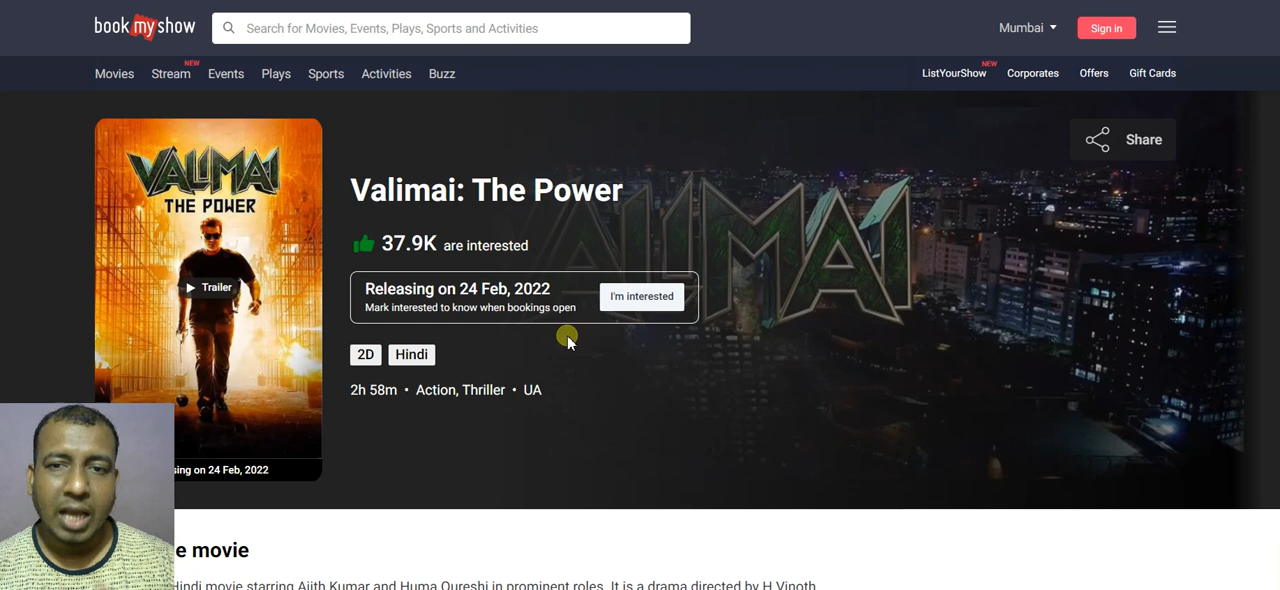 bookmyshow
Search for Movies, Events, Plays, Sports and Activities
Mumbai
Sign in
Movies
Stream
NEW
Events
Plays
Sports
Activities
Buzz
ListYourShow
NEW
Corporates
Offers
Gift Cards
VALIMAI
THE POWER
Trailer
sing on 24 Feb, 2022
Share
VALIMAI
Valimai: The Power
37.9K are interested
Releasing on 24 Feb, 2022
Mark interested to know when bookings open
I'm interested
2D
Hindi
2h 58m • Action, Thriller • UA
e movie
Hindi movie starring Ajith Kumar and Huma Qureshi in prominent roles. It is a drama directed by H Vinoth